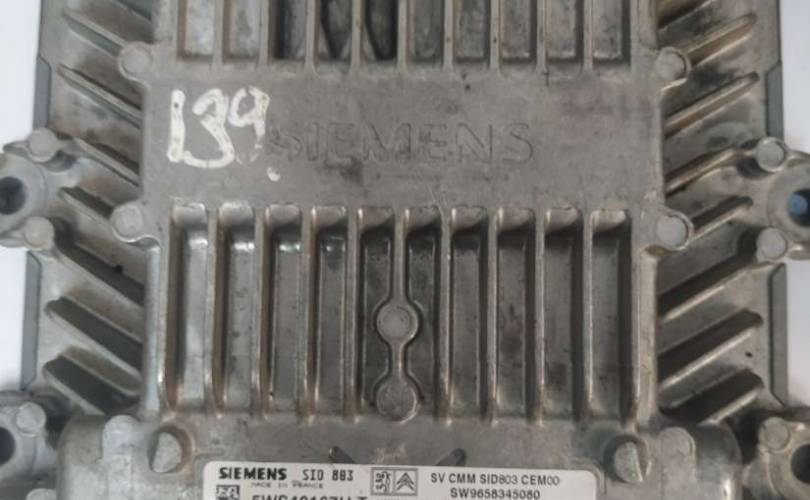 139.
SIEMENS
SIEMENS SID 803 SV CMM SID803 CEM00
MADE IN FRANCE SW9658345080